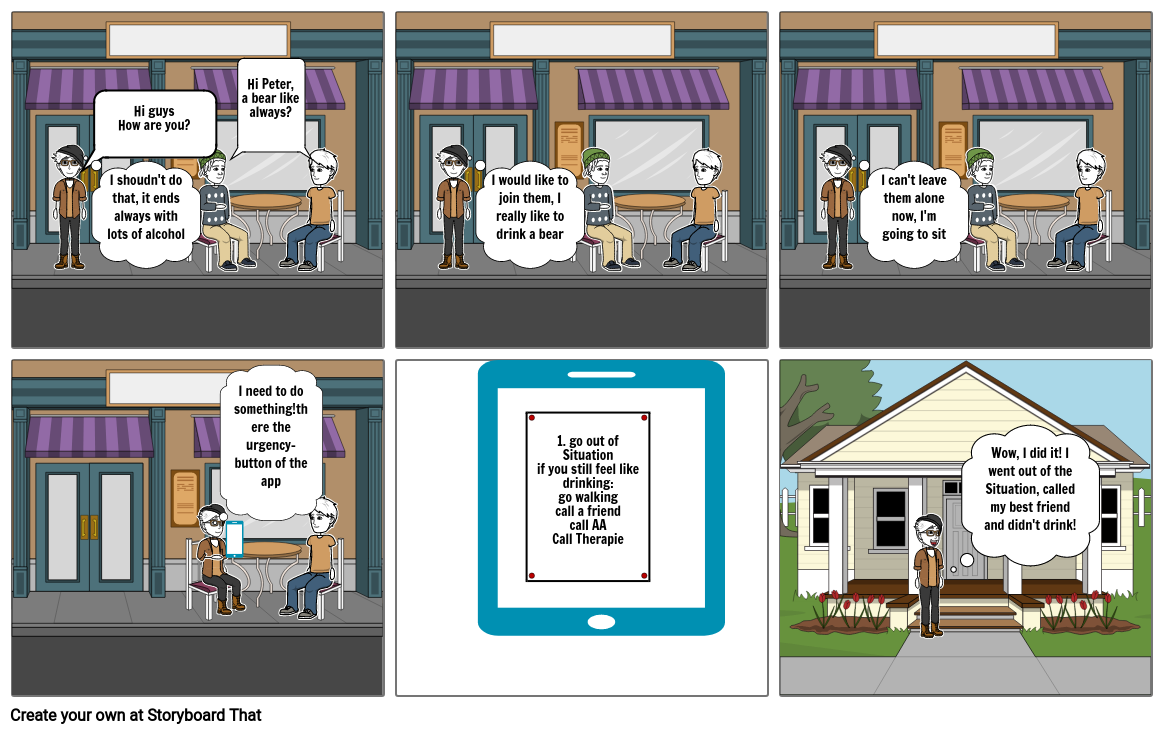 Hi guys
How are you?
Hi Peter,
a bear like
always?
I shoudn't do
that, it ends
always with
lots of alcohol
I would like to
join them, I
really like to
drink a bear
I can't leave
them alone
now, I'm
going to sit
I need to do
something!th
ere the
urgency-
button of the
app
1. go out of
Situation
if you still feel like
drinking:
go walking
call a friend
call AA
Call Therapie
Wow, I did it! I
went out of the
Situation, called
my best friend
and didn't drink!
Create your own at Storyboard That